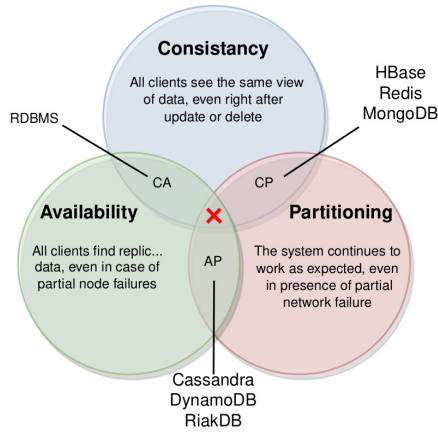 Consistancy
All clients see the same view
of data, even right after
update or delete
HBase
Redis
MongoDB
RDBMS
CA
CP
Availability
All clients find replic...
data, even in case of
partial node failures
Partitioning
The system continues to
work as expected, even
in presence of partial
network failure
AP
Cassandra
DynamoDB
RiakDB